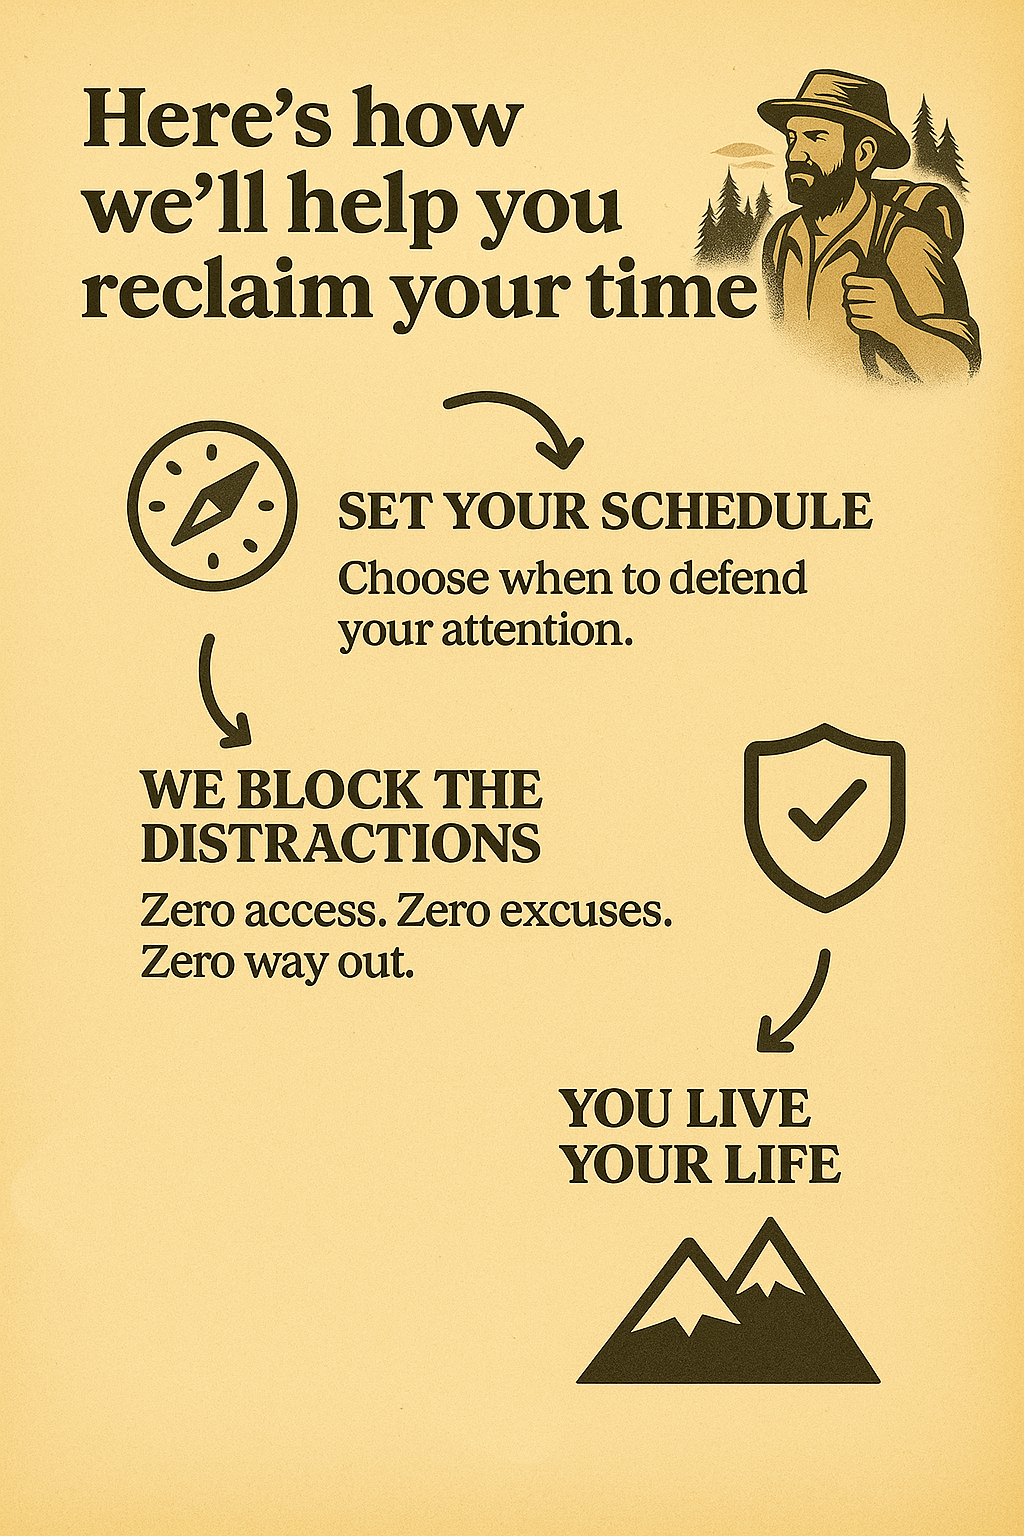 Here’s how
we’ll help you
reclaim your time
SET YOUR SCHEDULE
Choose when to defend
your attention.
WE BLOCK THE
DISTRACTIONS
Zero access. Zero excuses.
Zero way out.
YOU LIVE
YOUR LIFE